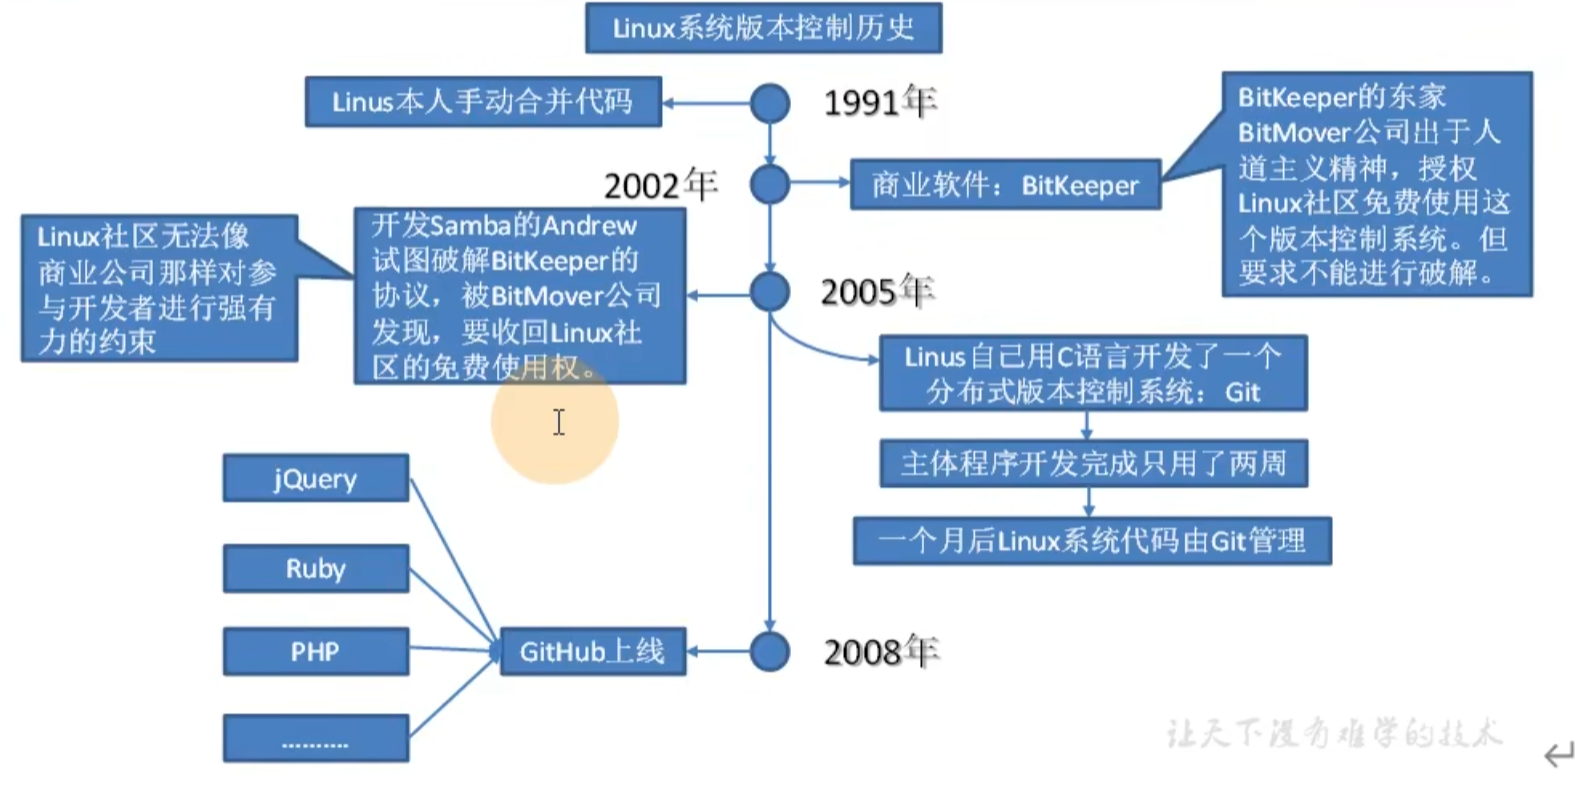 Linux系统版本控制历史
Linus本人手动合并代码
1991年
BitKeeper的东家
BitMover公司出于人
道主义精神，授权
Linux社区免费使用这
个版本控制系统。但
要求不能进行破解。
2002年
商业软件：BitKeeper
Linux社区无法像
商业公司那样对参
与开发者进行强有
力的约束
开发Samba的Andrew
试图破解BitKeeper的
协议，被BitMover公司
发现，要收回Linux社
区的免费使用权。
2005年
Linus自己用C语言开发了一个
分布式版本控制系统：Git
主体程序开发完成只用了两周
一个月后Linux系统代码由Git管理
jQuery
Ruby
PHP
..........
GitHub上线
2008年
让天下没有难学的技术